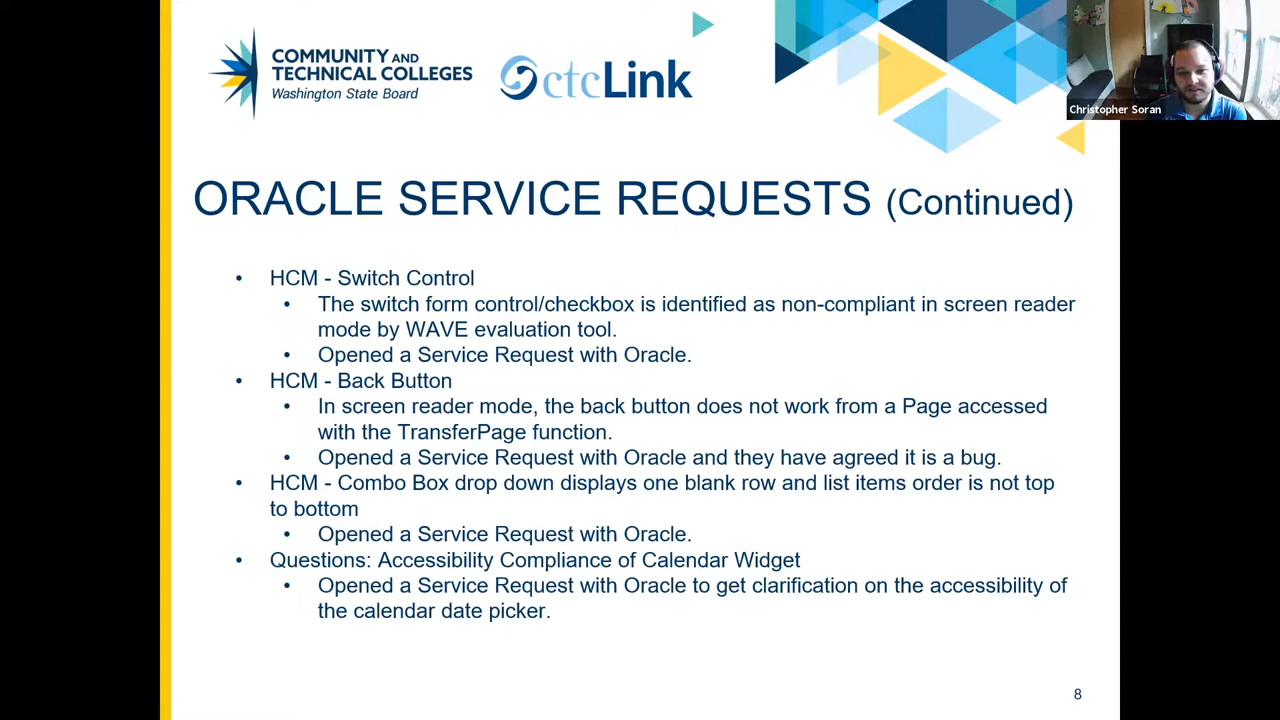 COMMUNITY AND
TECHNICAL COLLEGES
Washington State Board
ctcLink
Christopher Soran
ORACLE SERVICE REQUESTS (Continued)
• HCM - Switch Control
• The switch form control/checkbox is identified as non-compliant in screen reader
mode by WAVE evaluation tool.
• Opened a Service Request with Oracle.
• HCM - Back Button
• In screen reader mode, the back button does not work from a Page accessed
with the TransferPage function.
• Opened a Service Request with Oracle and they have agreed it is a bug.
• HCM - Combo Box drop down displays one blank row and list items order is not top
to bottom
• Opened a Service Request with Oracle.
• Questions: Accessibility Compliance of Calendar Widget
• Opened a Service Request with Oracle to get clarification on the accessibility of
the calendar date picker.
8